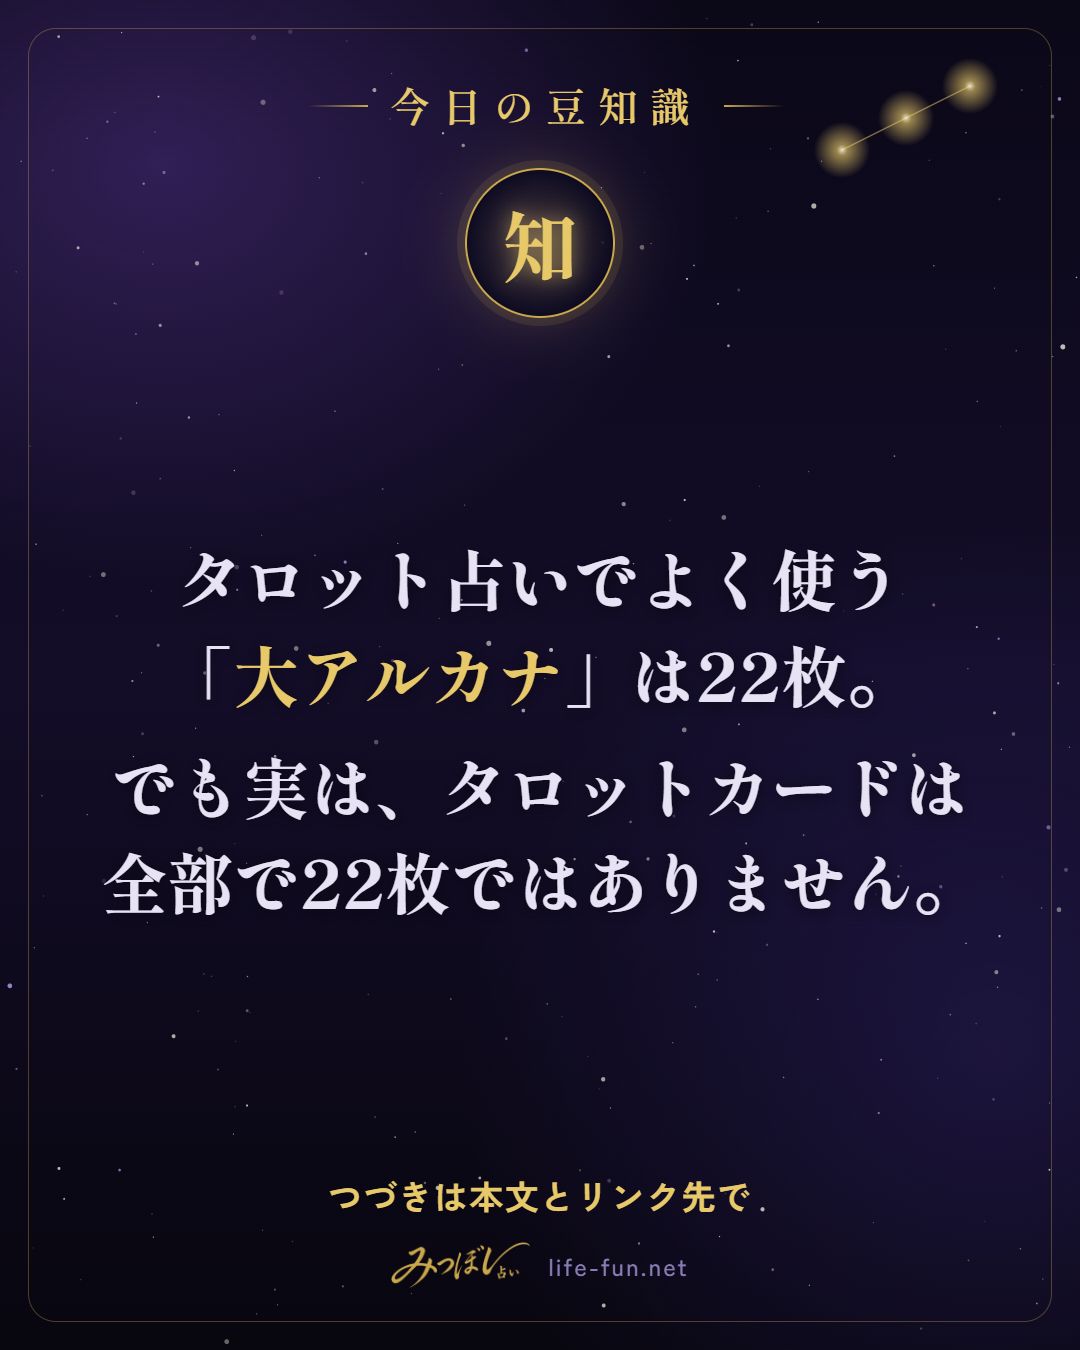 今日の豆知識
知
タロット占いでよく使う
「大アルカナ」は22枚。
でも実は、タロットカードは
全部で22枚ではありません。
つづきは本文とリンク先で
みつぼし占い life-fun.net